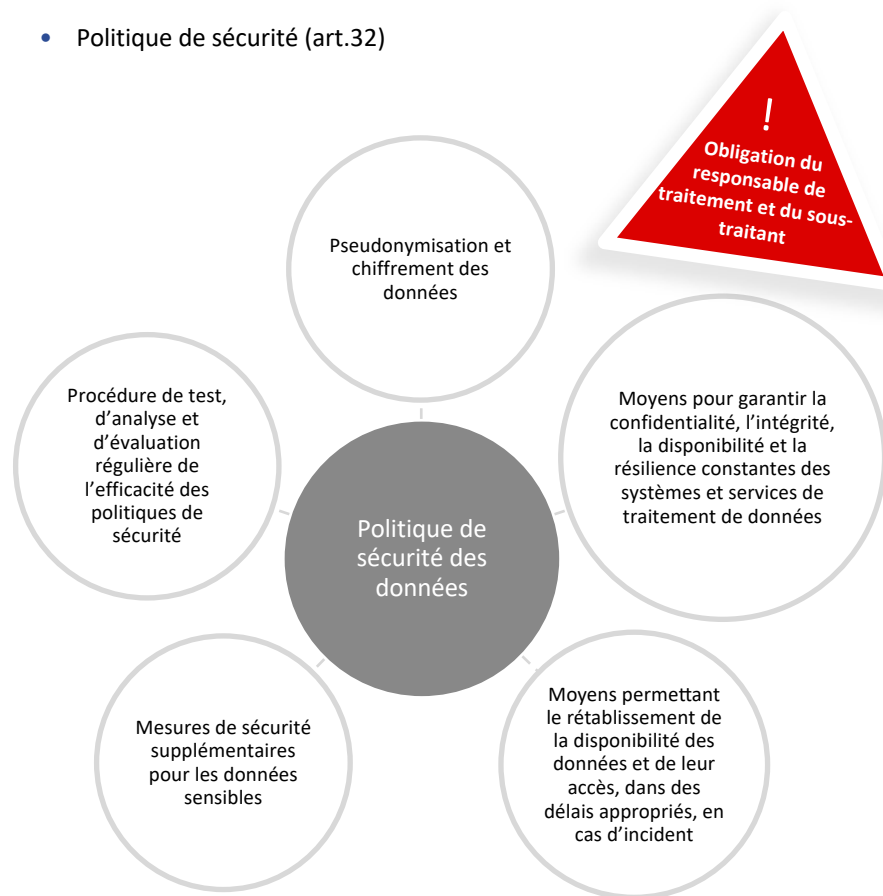 • Politique de sécurité (art.32)
!
Obligation du
responsable de
traitement et du sous-
traitant
Pseudonymisation et
chiffrement des
données
Moyens pour garantir la
confidentialité, l’intégrité,
la disponibilité et la
résilience constantes des
systèmes et services de
traitement de données
Moyens permettant
le rétablissement de
la disponibilité des
données et de leur
accès, dans des
délais appropriés, en
cas d’incident
Mesures de sécurité
supplémentaires
pour les données
sensibles
Procédure de test,
d’analyse et
d’évaluation
régulière de
l’efficacité des
politiques de
sécurité
Politique de
sécurité des
données